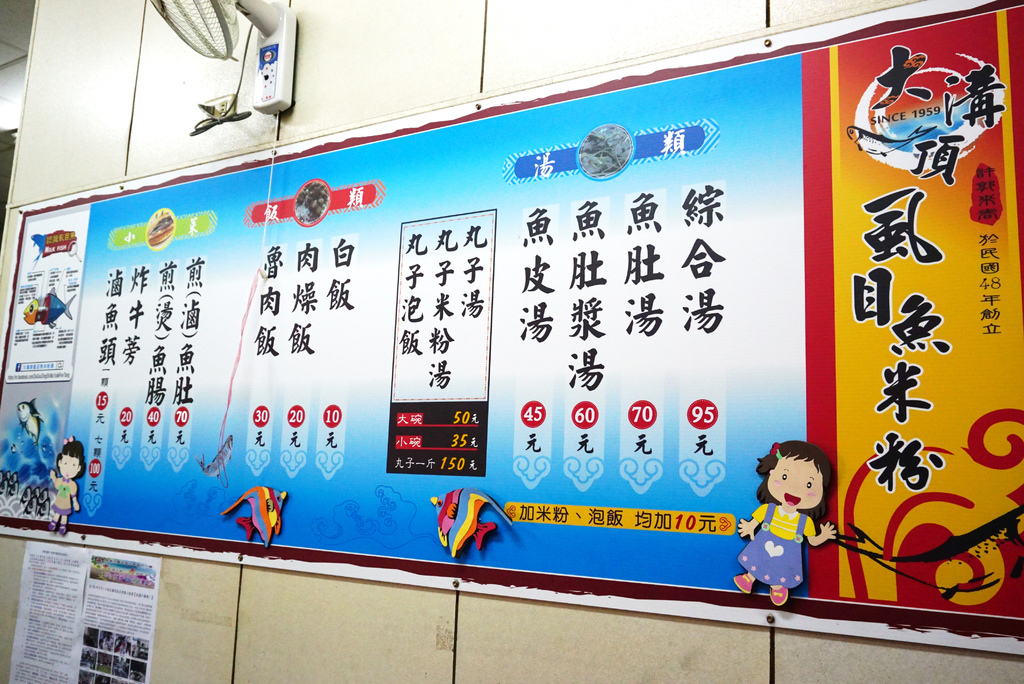 大溝頂
SINCE 1959
虱目魚米粉
於民國48年創立
湯類
綜合湯 95元
魚肚湯 70元
魚肚漿湯 60元
魚皮湯 45元
丸子湯
丸子米粉湯
丸子泡飯
大碗 50元
小碗 35元
丸子一斤 150元
加米粉、泡飯 均加10元
飯類
白飯 10元
肉燥飯 20元
魯肉飯 30元
小菜
煎(滷)魚肚 70元
煎(燙)魚腸 40元
炸牛蒡 20元
滷魚頭 一顆15元 七顆100元
MILK FISH